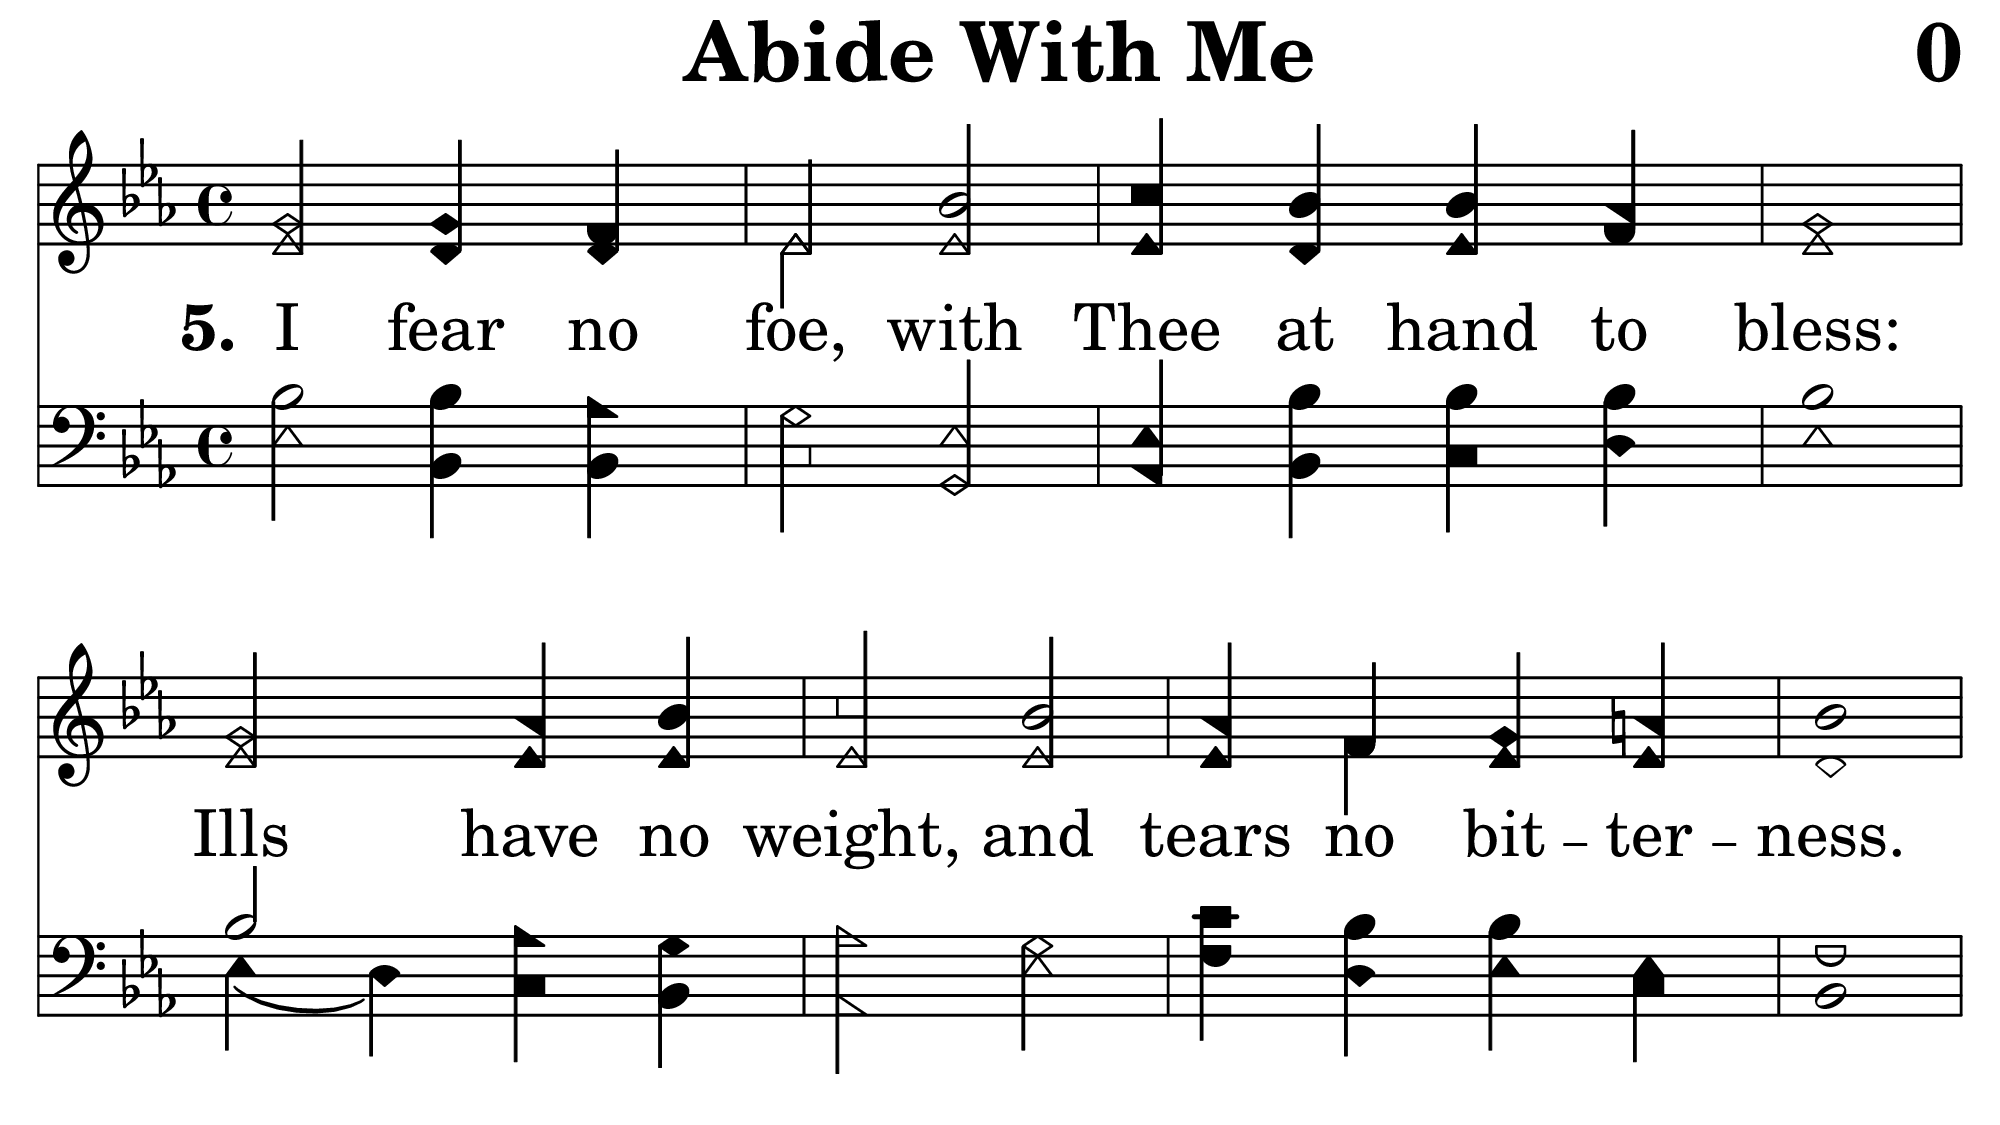 Abide With Me 0
5. I fear no foe, with Thee at hand to bless:
Ills have no weight, and tears no bit – ter – ness.